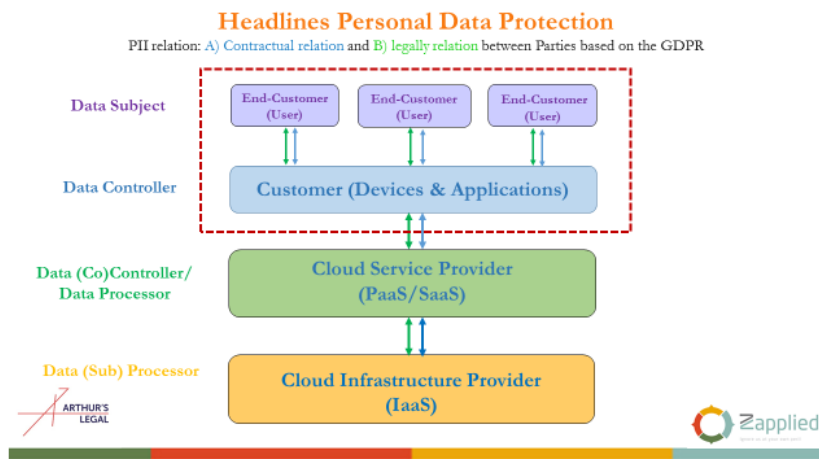 Headlines Personal Data Protection
PII relation: A) Contractual relation and B) legally relation between Parties based on the GDPR
Data Subject
End-Customer
(User)
End-Customer
(User)
End-Customer
(User)
Data Controller
Customer (Devices & Applications)
Data (Co)Controller/
Data Processor
Cloud Service Provider
(PaaS/SaaS)
Data (Sub) Processor
Cloud Infrastructure Provider
(IaaS)
ARTHUR'S
LEGAL
applied